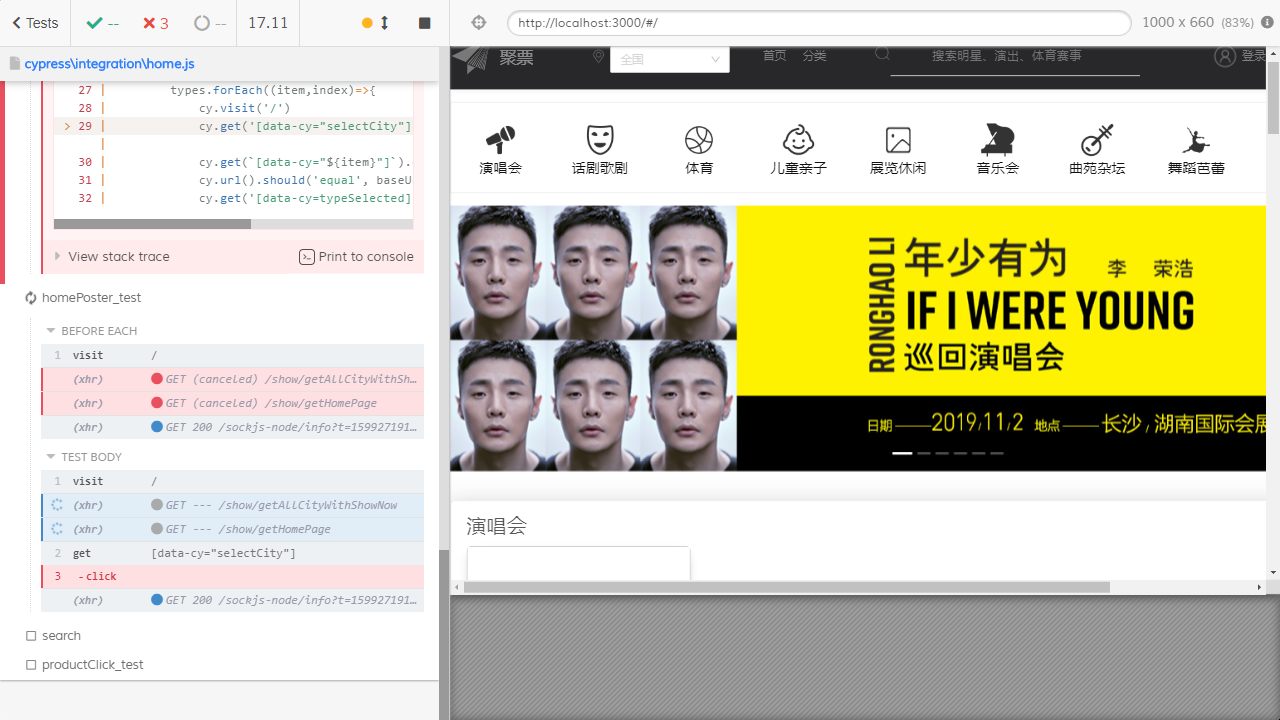 Tests
--
3
--
17.11
http://localhost:3000/#/
1000 x 660 (83%)
cypress\integration\home.js
27 | types.forEach((item,index)=>{
28 | cy.visit('/')
> 29 | cy.get('[data-cy="selectCity"]
30 | cy.get(`[data-cy="${item}"]`).
31 | cy.url().should('equal', baseU
32 | cy.get('[data-cy=typeSelected]
View stack trace
Print to console
homePoster_test
BEFORE EACH
1 visit /
(xhr) GET (canceled) /show/getAllCityWithSh…
(xhr) GET (canceled) /show/getHomePage
(xhr) GET 200 /sockjs-node/info?t=159927191…
TEST BODY
1 visit /
(xhr) GET --- /show/getAllCityWithShowNow
(xhr) GET --- /show/getHomePage
2 get [data-cy="selectCity"]
3 -click
(xhr) GET 200 /sockjs-node/info?t=159927191…
search
productClick_test
聚票
全国
首页
分类
搜索明星、演出、体育赛事
登录
演唱会
话剧歌剧
体育
儿童亲子
展览休闲
音乐会
曲苑杂坛
舞蹈芭蕾
RONGHAO LI
年少有为
李 荣浩
IF I WERE YOUNG
巡回演唱会
日期 ——2019/11/2 地点 ——长沙 / 湖南国际会展
演唱会